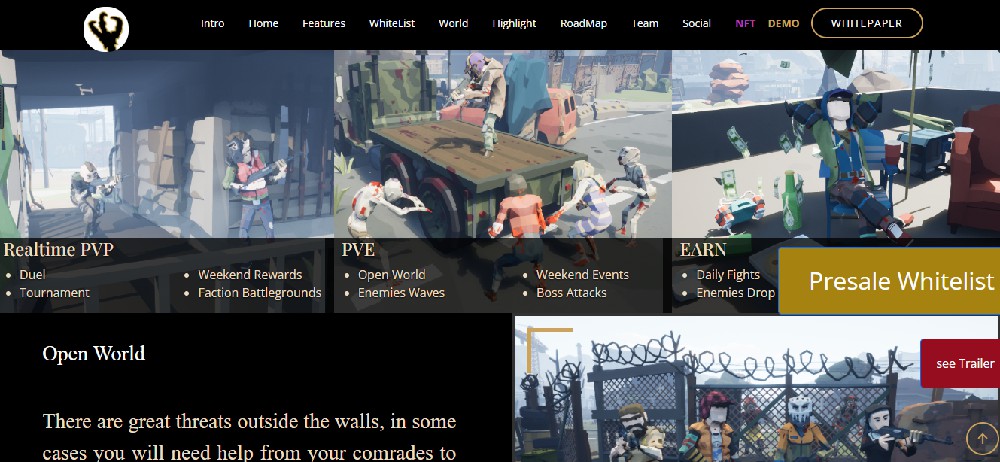 Intro Home Features WhiteList World Highlight RoadMap Team Social NFT DEMO WHITEPAPER
Realtime PVP
Duel
Tournament
Weekend Rewards
Faction Battlegrounds
PVE
Open World
Enemies Waves
Weekend Events
Boss Attacks
EARN
Daily Fights
Enemies Drop
Presale Whitelist
see Trailer
Open World
There are great threats outside the walls, in some
cases you will need help from your comrades to